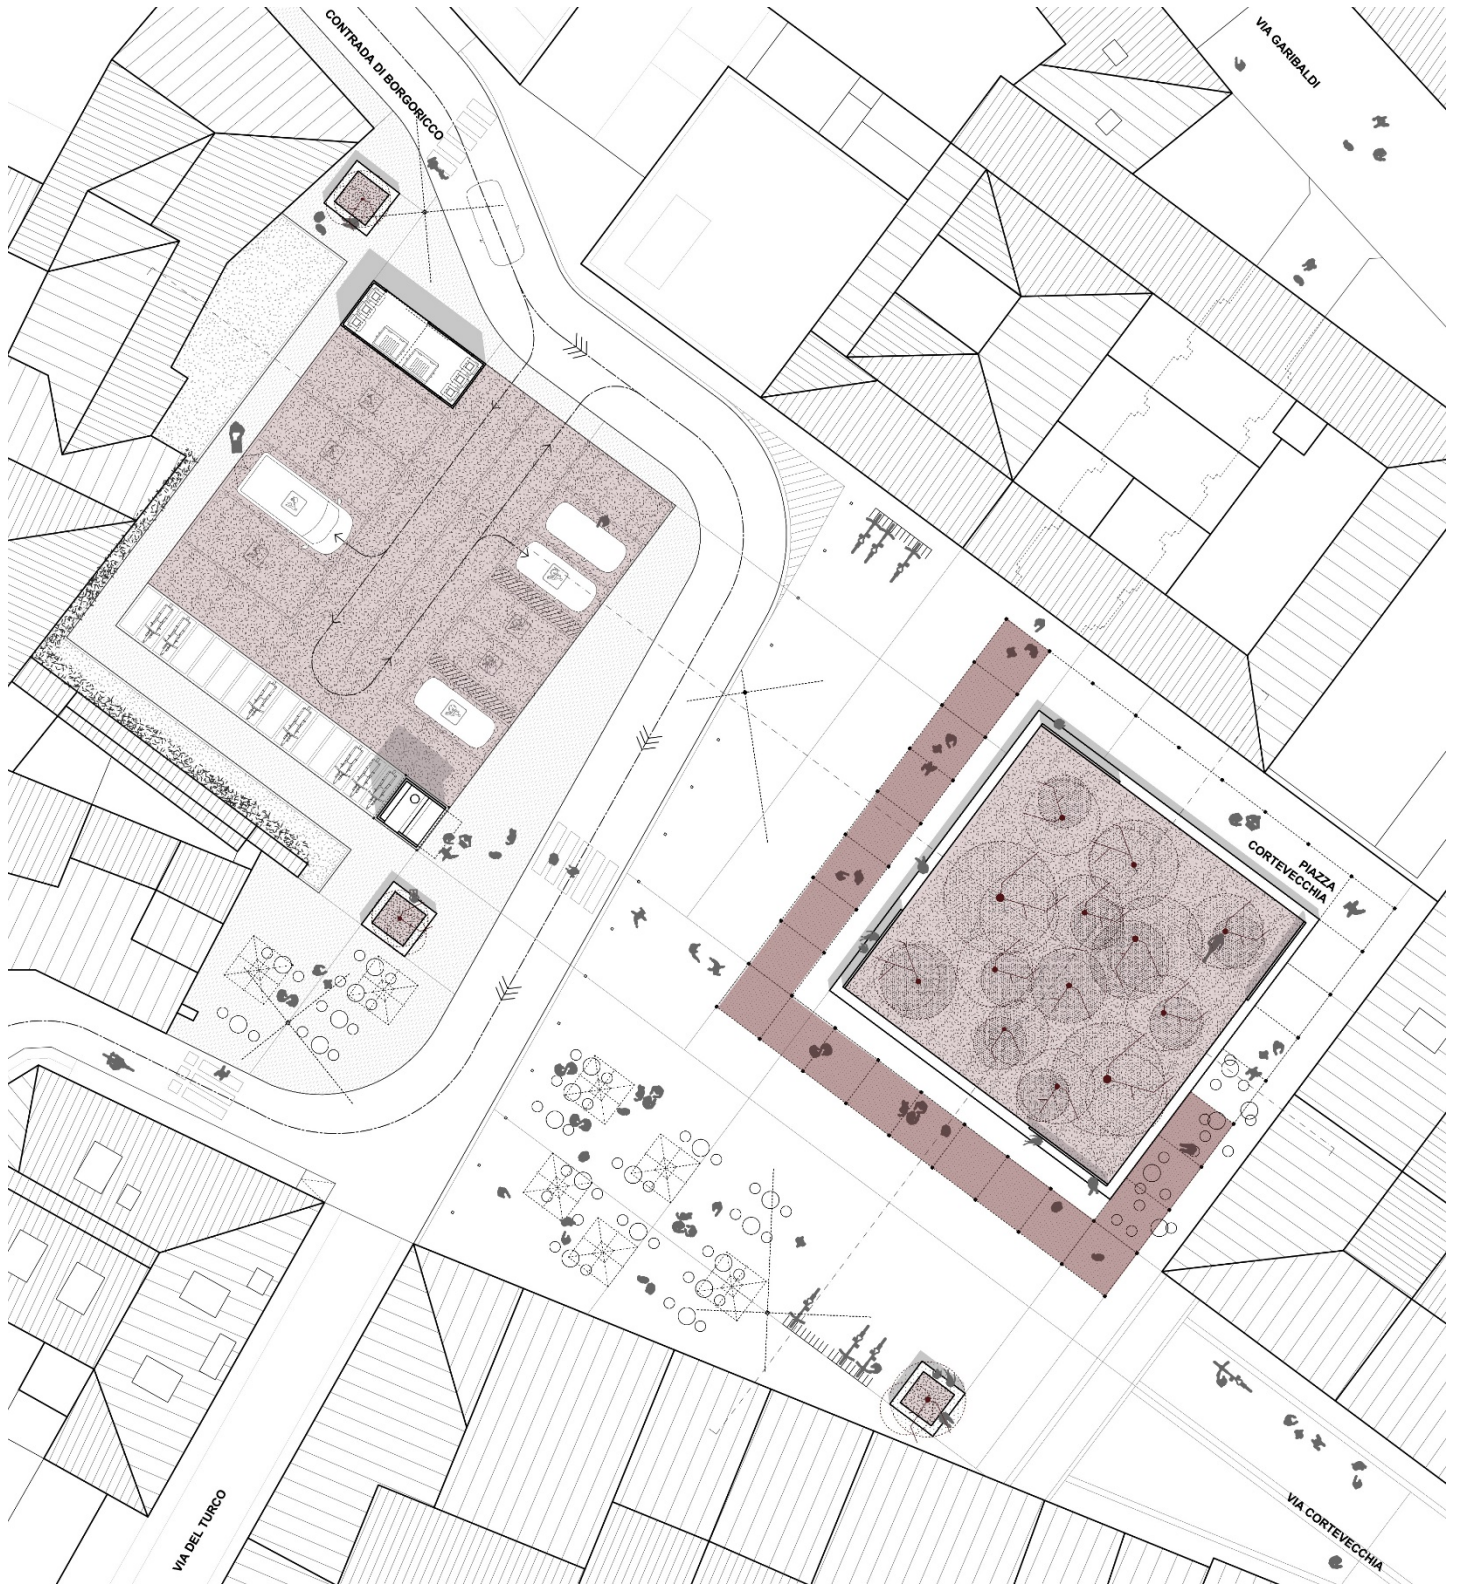 CONTRADA DI BORGORICCO
VIA GARIBALDI
PIAZZA
CORTEVECCHIA
VIA DEL TURCO
VIA CORTEVECCHIA